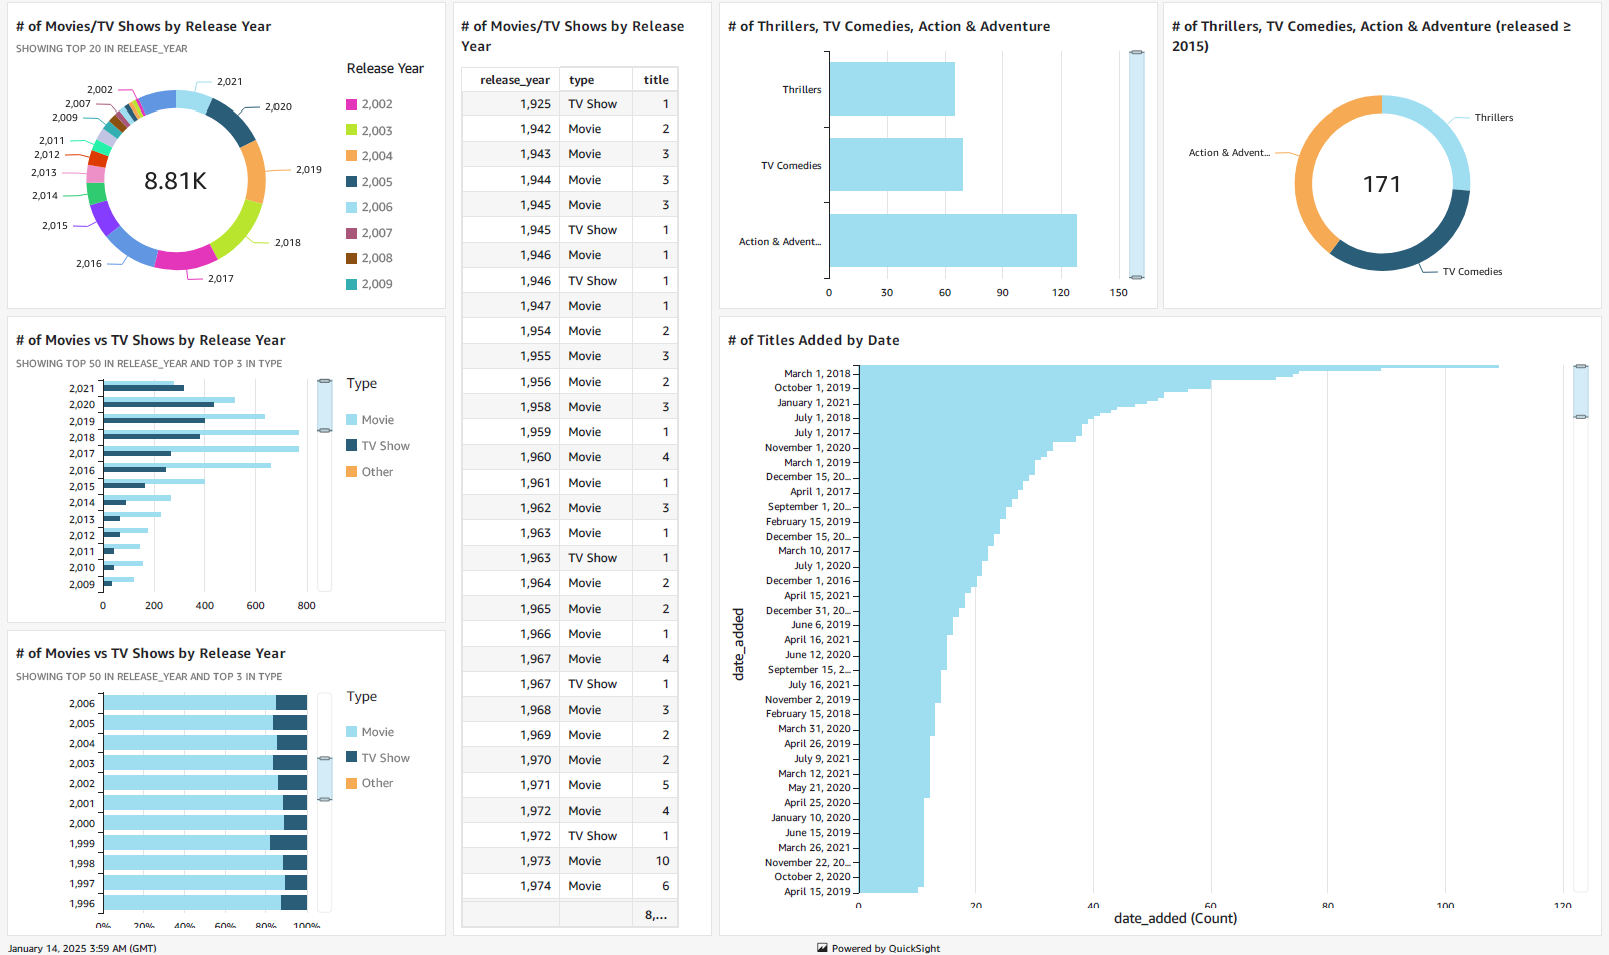 # of Movies/TV Shows by Release Year
SHOWING TOP 20 IN RELEASE_YEAR
2,021
2,020
2,019
2,018
2,017
2,016
2,015
2,014
2,013
2,012
2,011
2,009
2,007
2,002
8.81K
Release Year
2,002
2,003
2,004
2,005
2,006
2,007
2,008
2,009
# of Movies vs TV Shows by Release Year
SHOWING TOP 50 IN RELEASE_YEAR AND TOP 3 IN TYPE
2,021
2,020
2,019
2,018
2,017
2,016
2,015
2,014
2,013
2,012
2,011
2,010
2,009
0 200 400 600 800
Type
Movie
TV Show
Other
# of Movies vs TV Shows by Release Year
SHOWING TOP 50 IN RELEASE_YEAR AND TOP 3 IN TYPE
2,006
2,005
2,004
2,003
2,002
2,001
2,000
1,999
1,998
1,997
1,996
0% 20% 40% 60% 80% 100%
Type
Movie
TV Show
Other
# of Movies/TV Shows by Release
Year
release_year type title
1,925 TV Show 1
1,942 Movie 2
1,943 Movie 3
1,944 Movie 3
1,945 Movie 3
1,945 TV Show 1
1,946 Movie 1
1,946 TV Show 1
1,947 Movie 1
1,954 Movie 2
1,955 Movie 3
1,956 Movie 2
1,958 Movie 3
1,959 Movie 1
1,960 Movie 4
1,961 Movie 1
1,962 Movie 3
1,963 Movie 1
1,963 TV Show 1
1,964 Movie 2
1,965 Movie 2
1,966 Movie 1
1,967 Movie 4
1,967 TV Show 1
1,968 Movie 3
1,969 Movie 2
1,970 Movie 2
1,971 Movie 5
1,972 Movie 4
1,972 TV Show 1
1,973 Movie 10
1,974 Movie 6
8,...
# of Thrillers, TV Comedies, Action & Adventure
Thrillers
TV Comedies
Action & Advent...
0 30 60 90 120 150
# of Thrillers, TV Comedies, Action & Adventure (released ≥
2015)
Thrillers
Action & Advent...
171
TV Comedies
# of Titles Added by Date
date_added
March 1, 2018
October 1, 2019
January 1, 2021
July 1, 2018
July 1, 2017
November 1, 2020
March 1, 2019
December 15, 20...
April 1, 2017
September 1, 20...
February 15, 2019
December 15, 20...
March 10, 2017
July 1, 2020
December 1, 2016
April 15, 2021
December 31, 20...
June 6, 2019
April 16, 2021
June 12, 2020
September 15, 2...
July 16, 2021
November 2, 2019
February 15, 2018
March 31, 2020
April 26, 2019
July 9, 2021
March 12, 2021
May 21, 2020
April 25, 2020
January 10, 2020
June 15, 2019
March 26, 2021
November 22, 20...
October 2, 2020
April 15, 2019
0 20 40 60 80 100 120
date_added (Count)
January 14, 2025 3:59 AM (GMT)
Powered by QuickSight